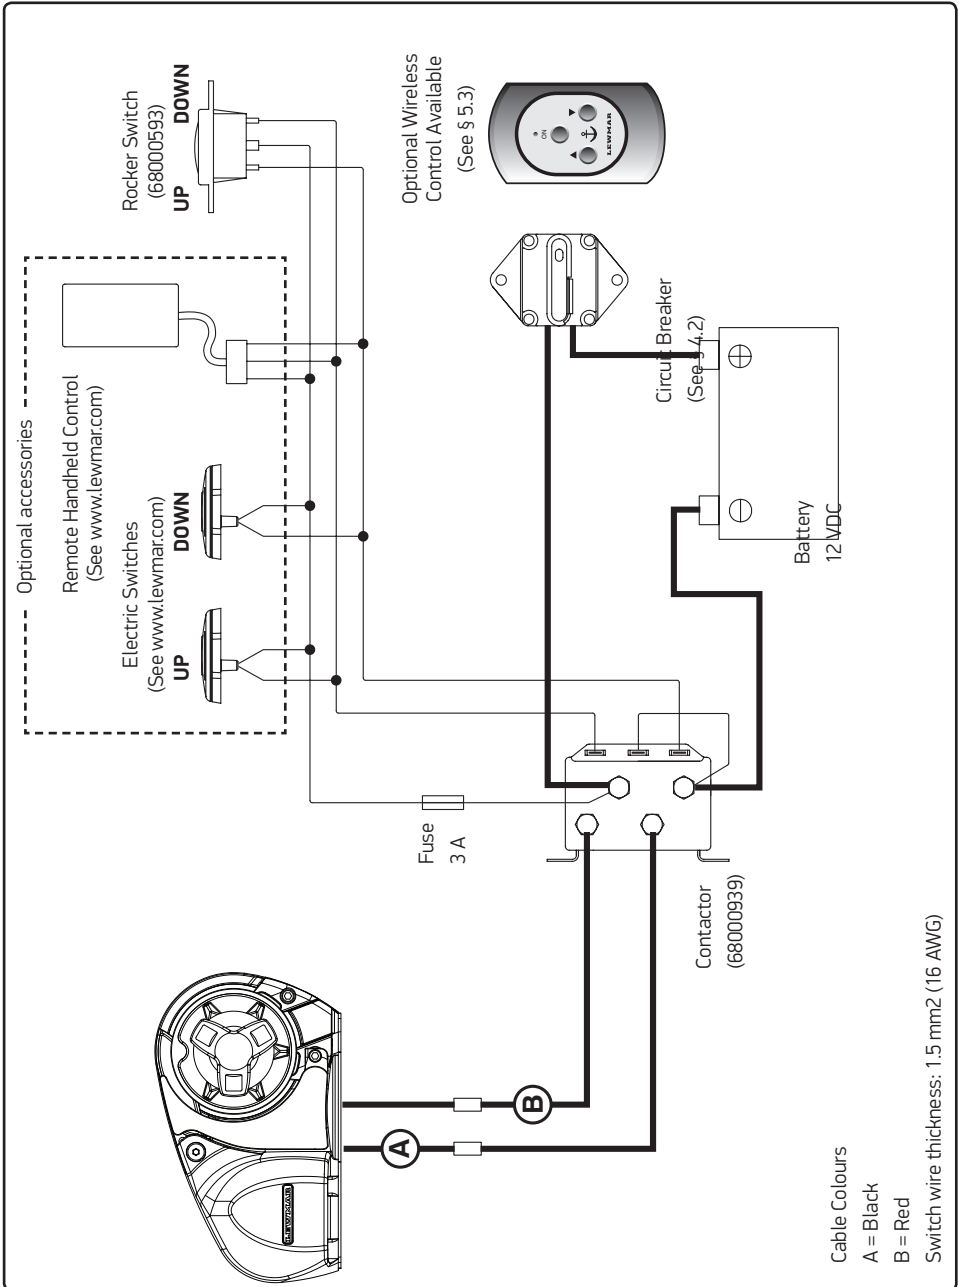 Optional accessories
Remote Handheld Control
(See www.lewmar.com)
Electric Switches
(See www.lewmar.com)
UP
DOWN
Rocker Switch
(68000593)
UP
DOWN
Optional Wireless
Control Available
(See § 5.3)
ON
LEWMAR
Circuit Breaker
(See § 4.2)
Battery
12 VDC
Fuse
3 A
Contactor
(68000939)
LEWMAR
A
B
Cable Colours
A = Black
B = Red
Switch wire thickness: 1.5 mm2 (16 AWG)